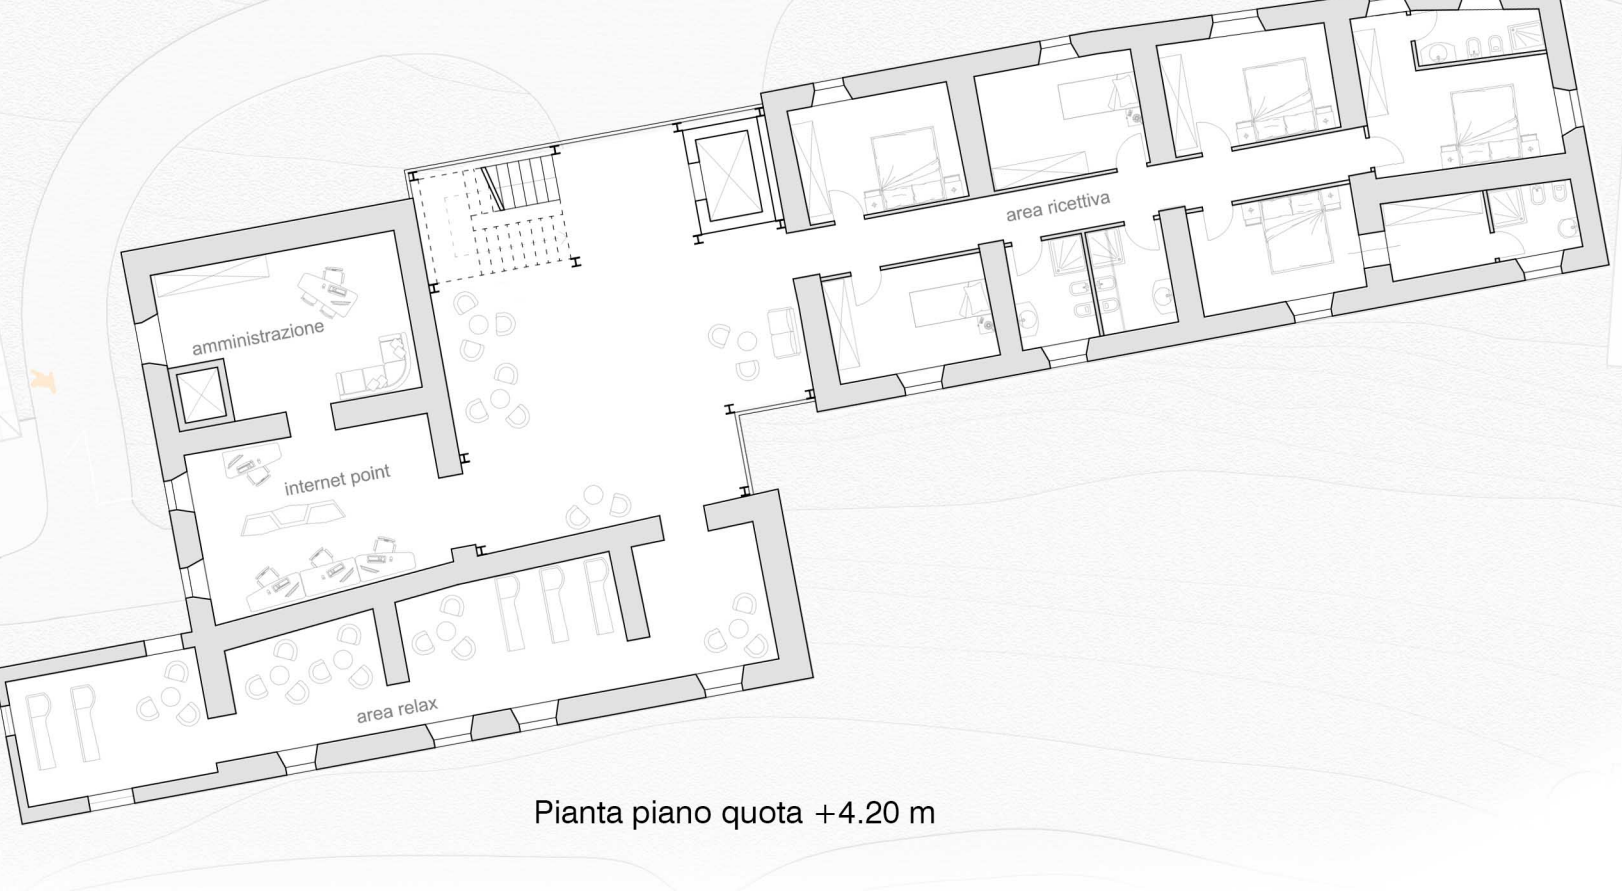 area ricettiva
amministrazione
internet point
area relax
Pianta piano quota +4.20 m